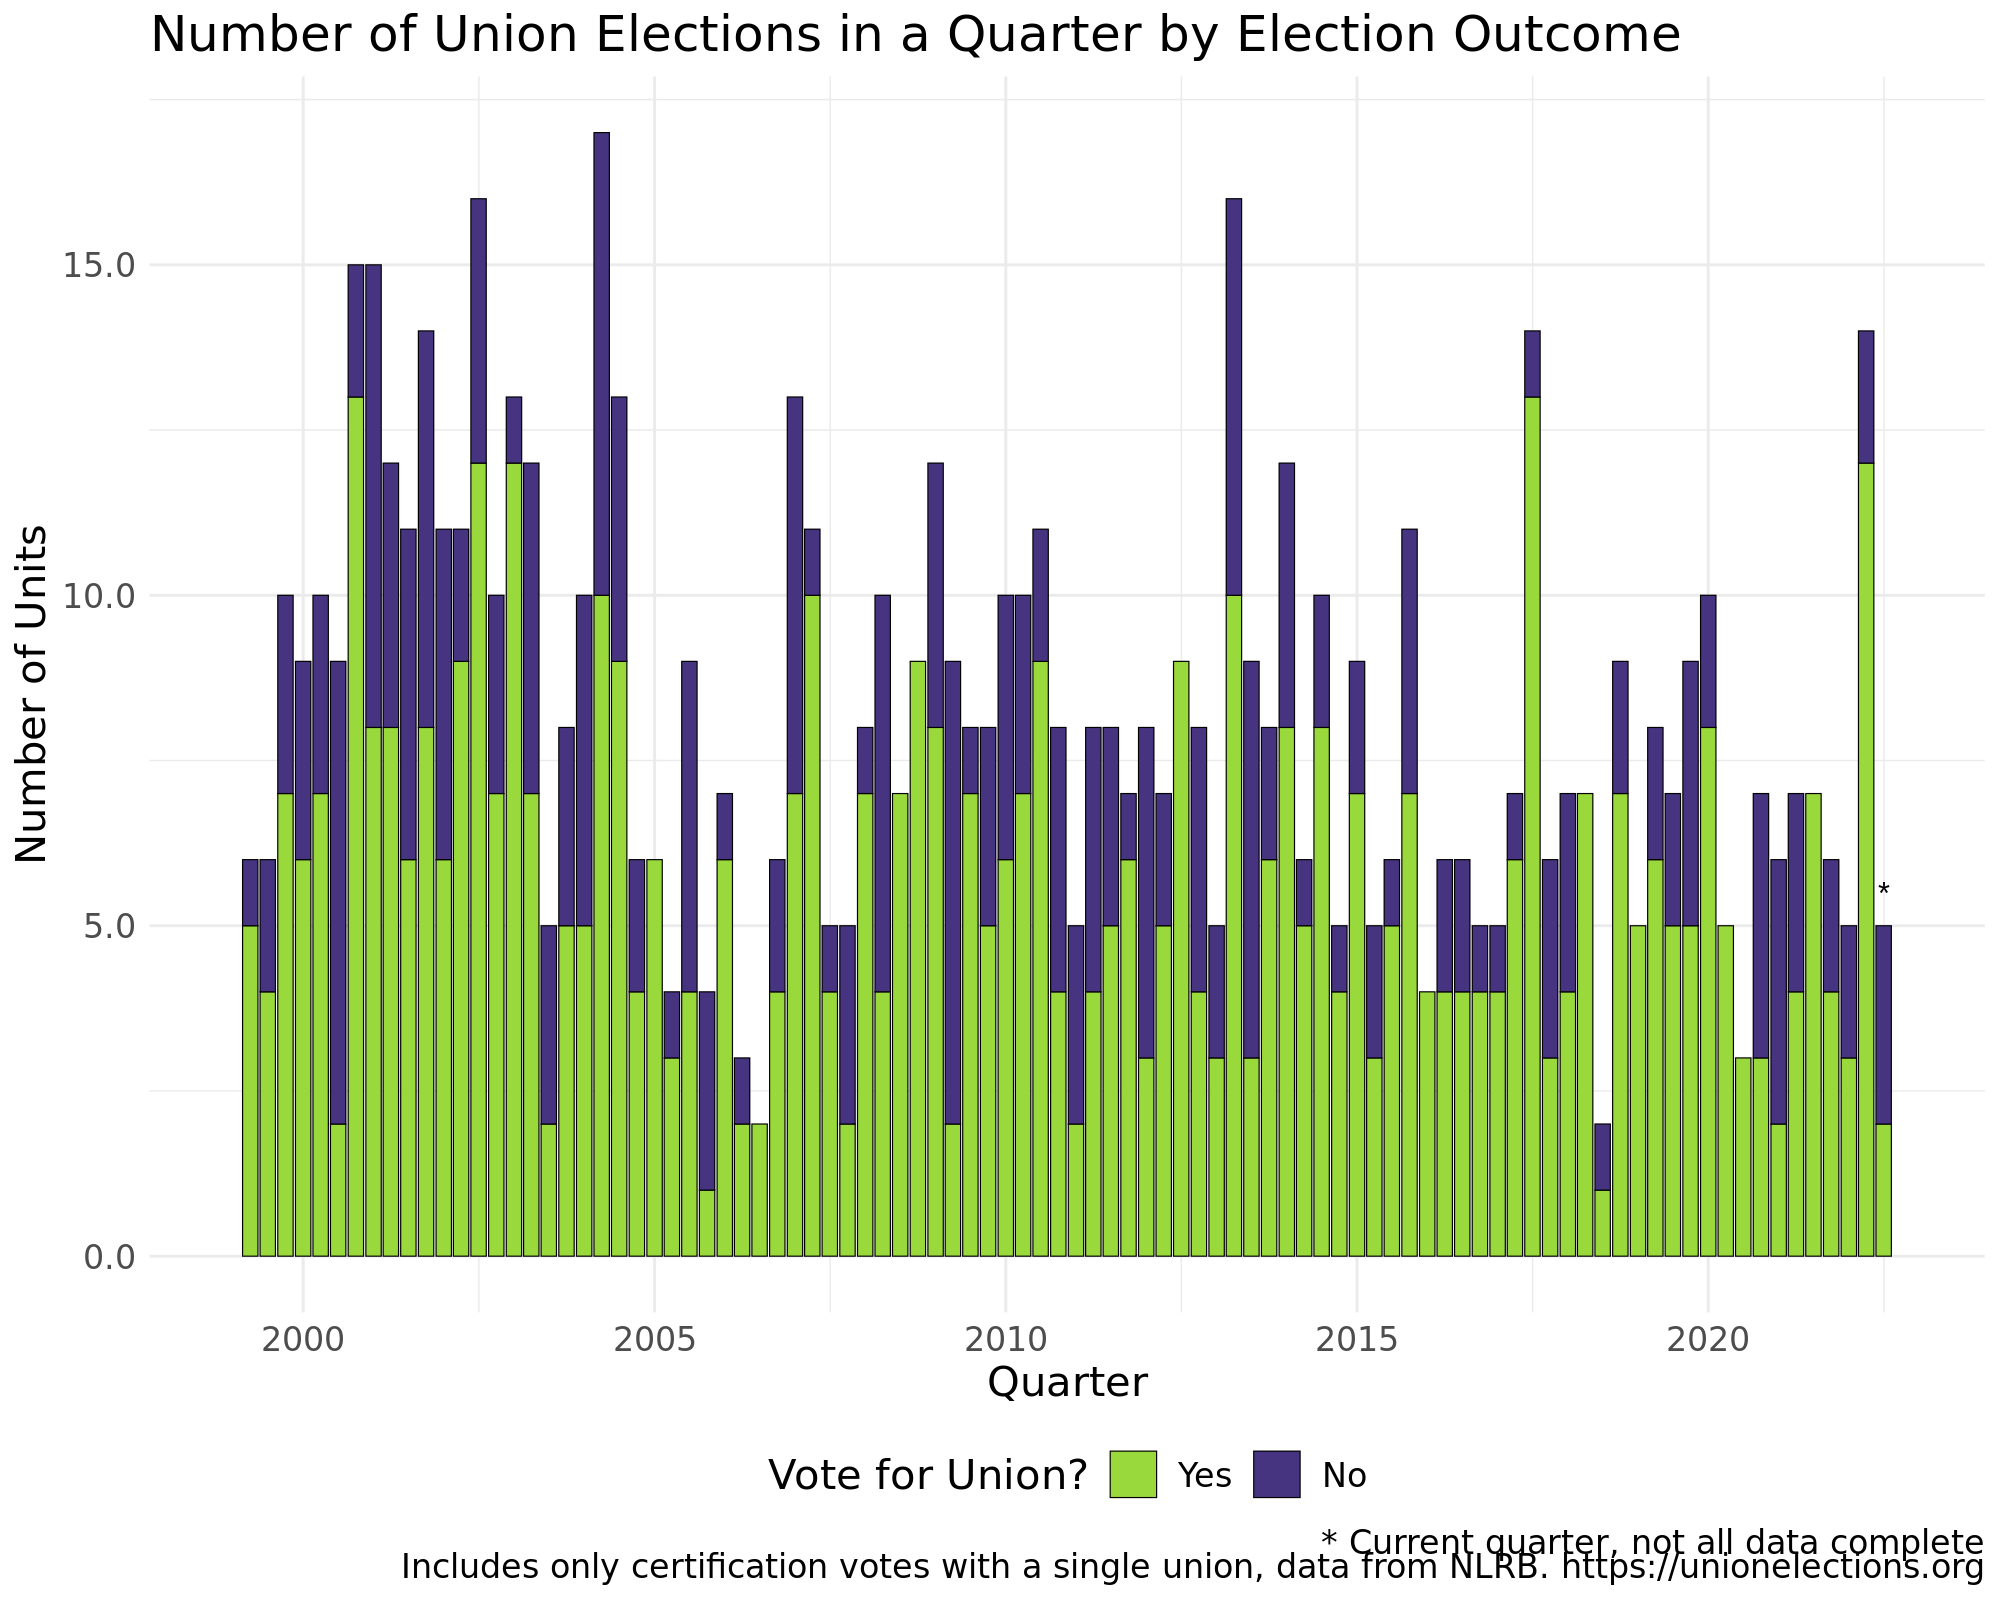 Number of Union Elections in a Quarter by Election Outcome
Number of Units
15.0
10.0
5.0
0.0
*
2000 2005 2010 2015 2020
Quarter
Vote for Union? Yes No
* Current quarter, not all data complete
Includes only certification votes with a single union, data from NLRB. https://unionelections.org